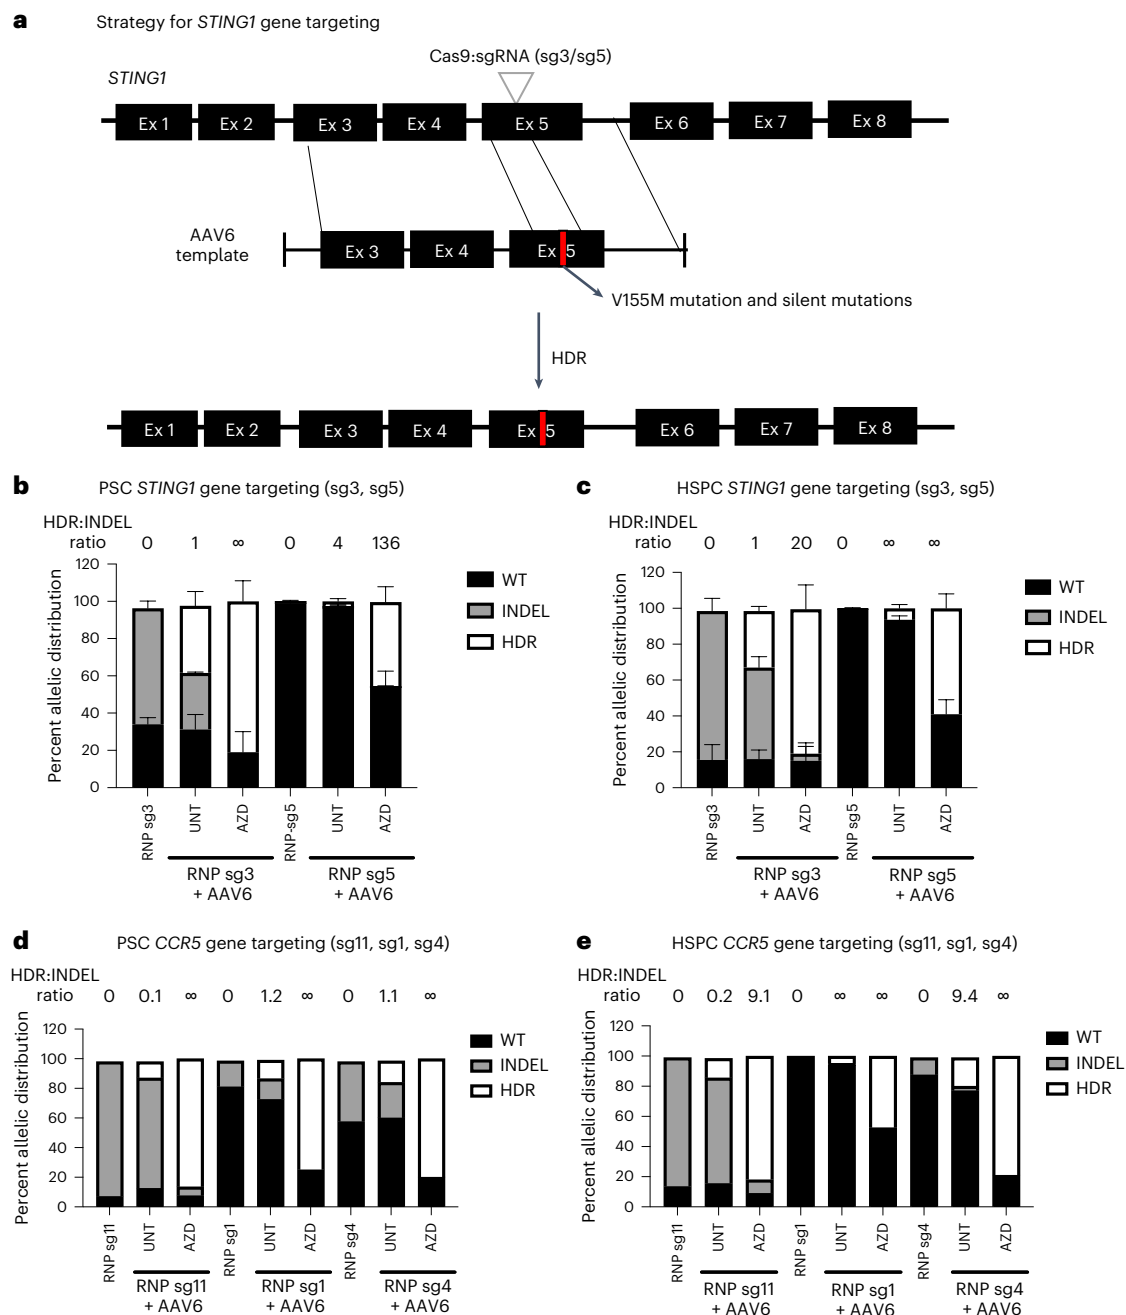 a
Strategy for STING1 gene targeting
Cas9:sgRNA (sg3/sg5)
STING1
Ex 1 Ex 2 Ex 3 Ex 4 Ex 5 Ex 6 Ex 7 Ex 8
AAV6
template
Ex 3 Ex 4 Ex 5
V155M mutation and silent mutations
HDR
Ex 1 Ex 2 Ex 3 Ex 4 Ex 5 Ex 6 Ex 7 Ex 8
b
PSC STING1 gene targeting (sg3, sg5)
HDR:INDEL
ratio 0 1 ∞ 0 4 136
Percent allelic distribution
120
100
80
60
40
20
0
WT
INDEL
HDR
RNP sg3
UNT
AZD
RNP-sg5
UNT
AZD
RNP sg3
+ AAV6
RNP sg5
+ AAV6
c
HSPC STING1 gene targeting (sg3, sg5)
HDR:INDEL
ratio 0 1 20 0 ∞ ∞
Percent allelic distribution
120
100
80
60
40
20
0
WT
INDEL
HDR
RNP sg3
UNT
AZD
RNP sg5
UNT
AZD
RNP sg3
+ AAV6
RNP sg5
+ AAV6
d
PSC CCR5 gene targeting (sg11, sg1, sg4)
HDR:INDEL
ratio 0 0.1 ∞ 0 1.2 ∞ 0 1.1 ∞
Percent allelic distribution
120
100
80
60
40
20
0
WT
INDEL
HDR
RNP sg11
UNT
AZD
RNP sg1
UNT
AZD
RNP sg4
UNT
AZD
RNP sg11
+ AAV6
RNP sg1
+ AAV6
RNP sg4
+ AAV6
e
HSPC CCR5 gene targeting (sg11, sg1, sg4)
HDR:INDEL
ratio 0 0.2 9.1 0 ∞ ∞ 0 9.4 ∞
Percent allelic distribution
120
100
80
60
40
20
0
WT
INDEL
HDR
RNP sg11
UNT
AZD
RNP sg1
UNT
AZD
RNP sg4
UNT
AZD
RNP sg11
+ AAV6
RNP sg1
+ AAV6
RNP sg4
+ AAV6